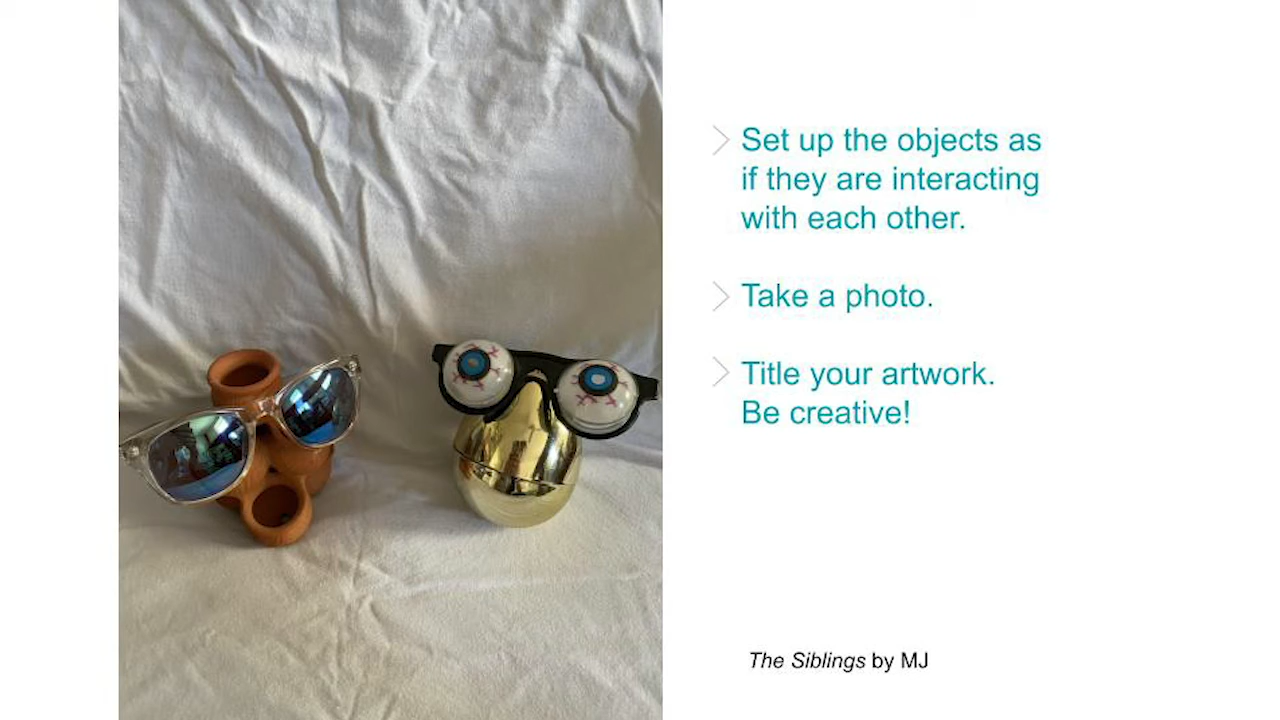 Set up the objects as
if they are interacting
with each other.
Take a photo.
Title your artwork.
Be creative!
The Siblings by MJ